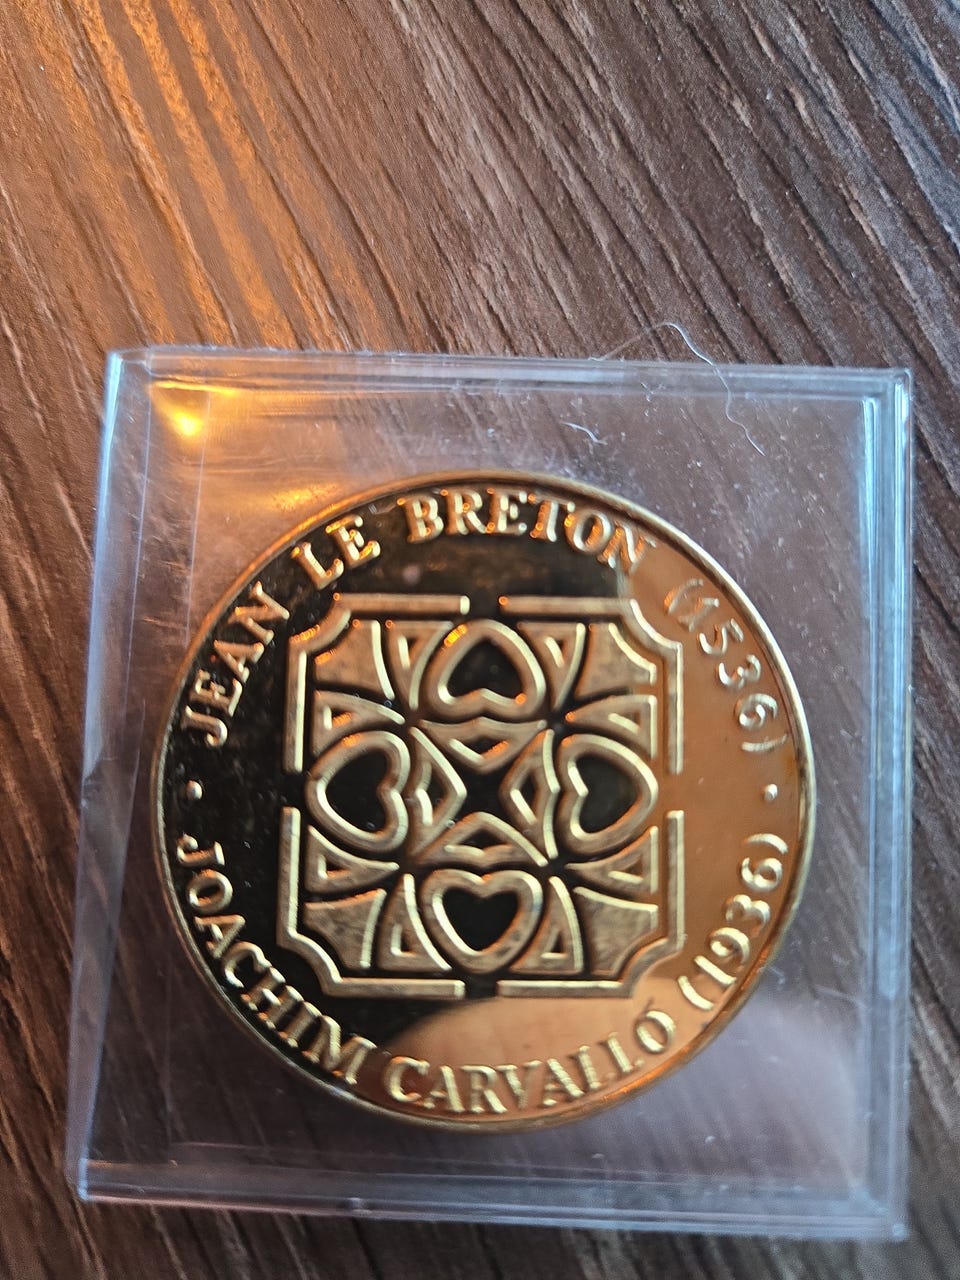 JEAN LE BRETON (1536)
JOACHIM CARVALLO (1936)